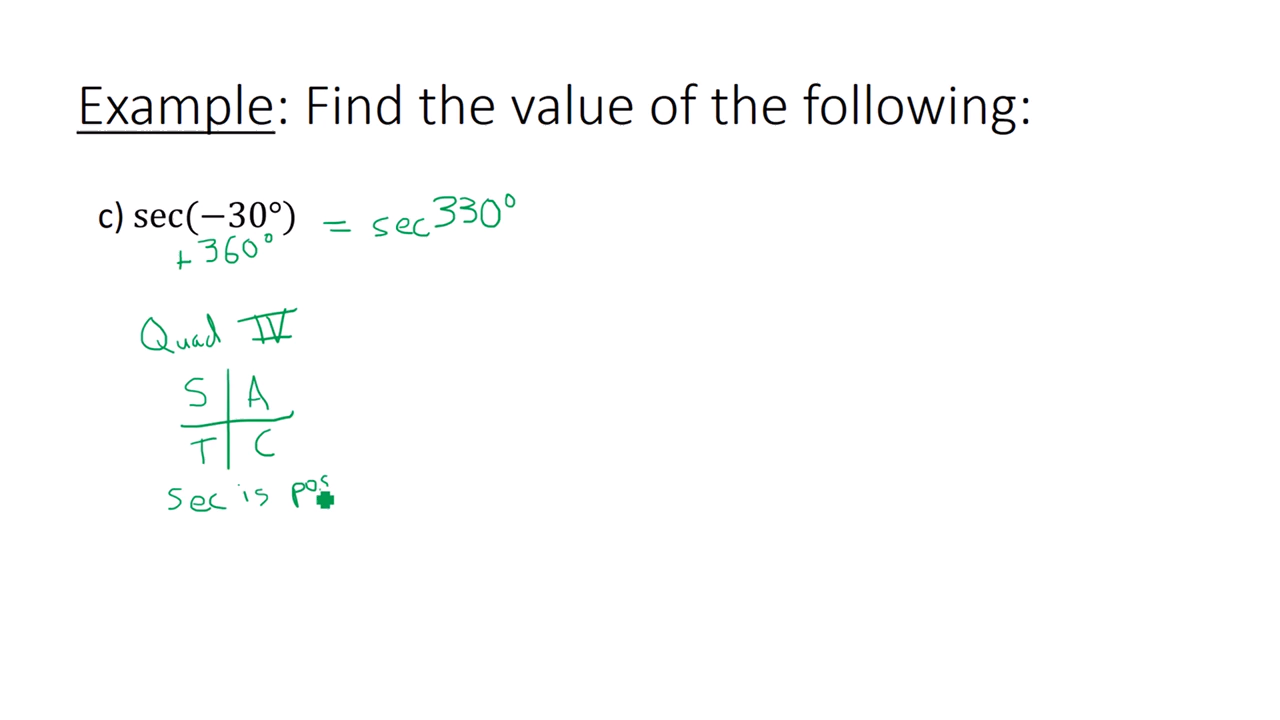 Example: Find the value of the following:
c) sec(−30°) = sec 330°
+360°
Quad IV
S A
T C
sec is pos